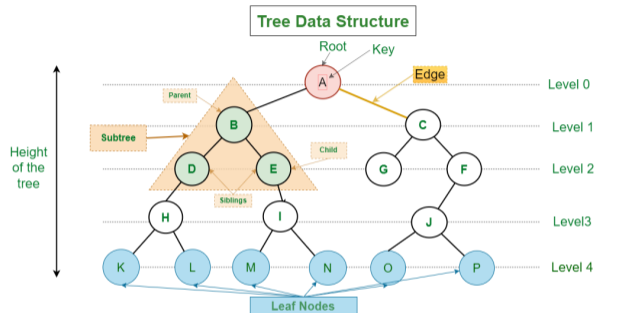 Tree Data Structure
Root
Key
Edge
A
Level 0
Parent
B
C
Level 1
Subtree
Height
of the
tree
Child
D
E
G
F
Level 2
Siblings
H
I
J
Level3
K
L
M
N
O
P
Level 4
Leaf Nodes